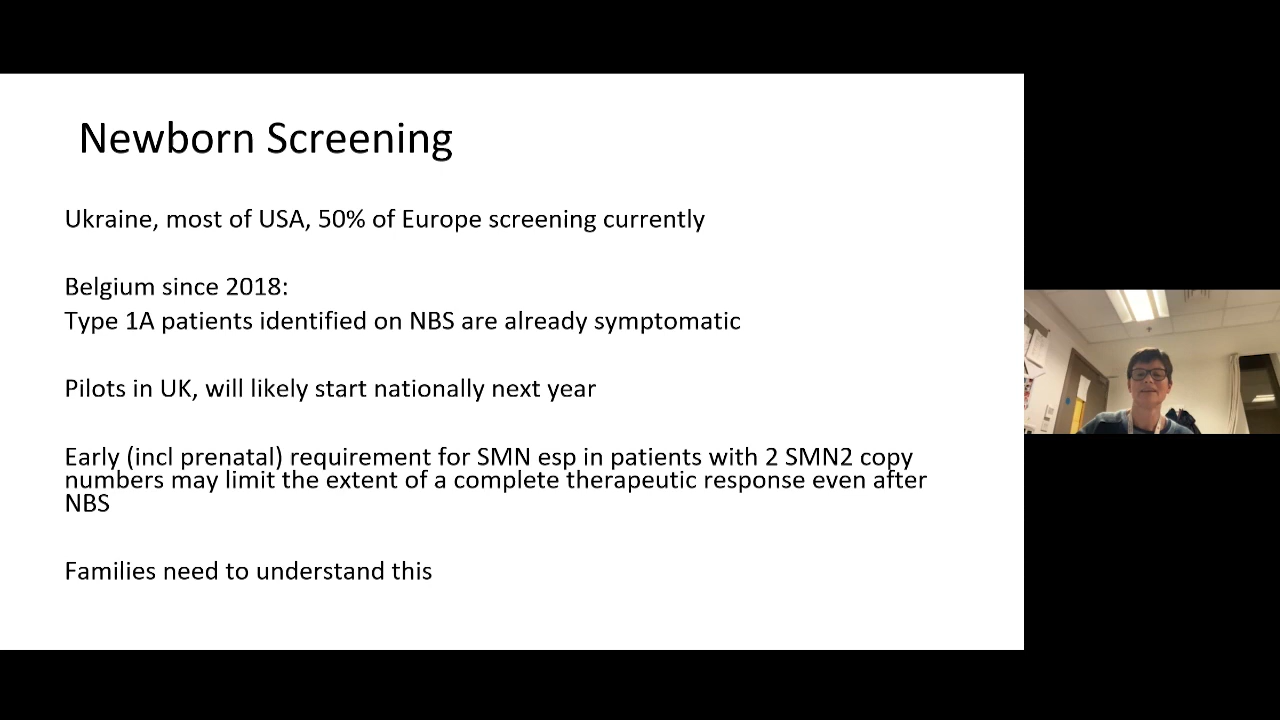 Newborn Screening
Ukraine, most of USA, 50% of Europe screening currently
Belgium since 2018:
Type 1A patients identified on NBS are already symptomatic
Pilots in UK, will likely start nationally next year
Early (incl prenatal) requirement for SMN esp in patients with 2 SMN2 copy
numbers may limit the extent of a complete therapeutic response even after
NBS
Families need to understand this